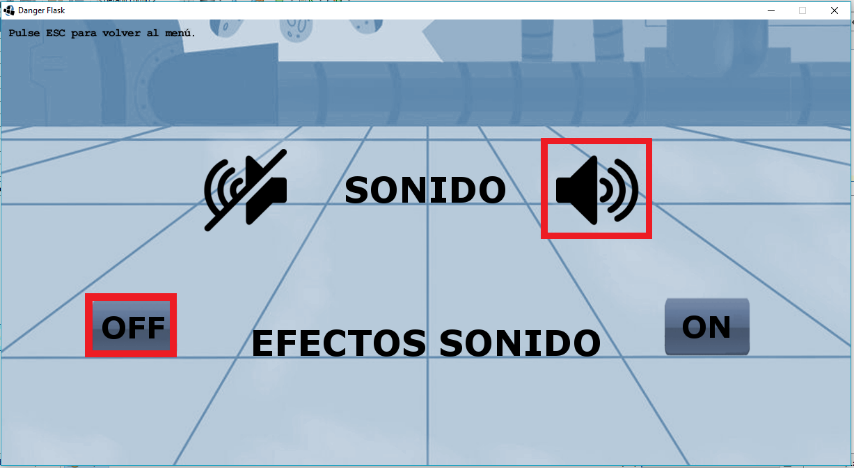 Danger Flask
Pulse ESC para volver al menú.
SONIDO
OFF
EFECTOS SONIDO
ON